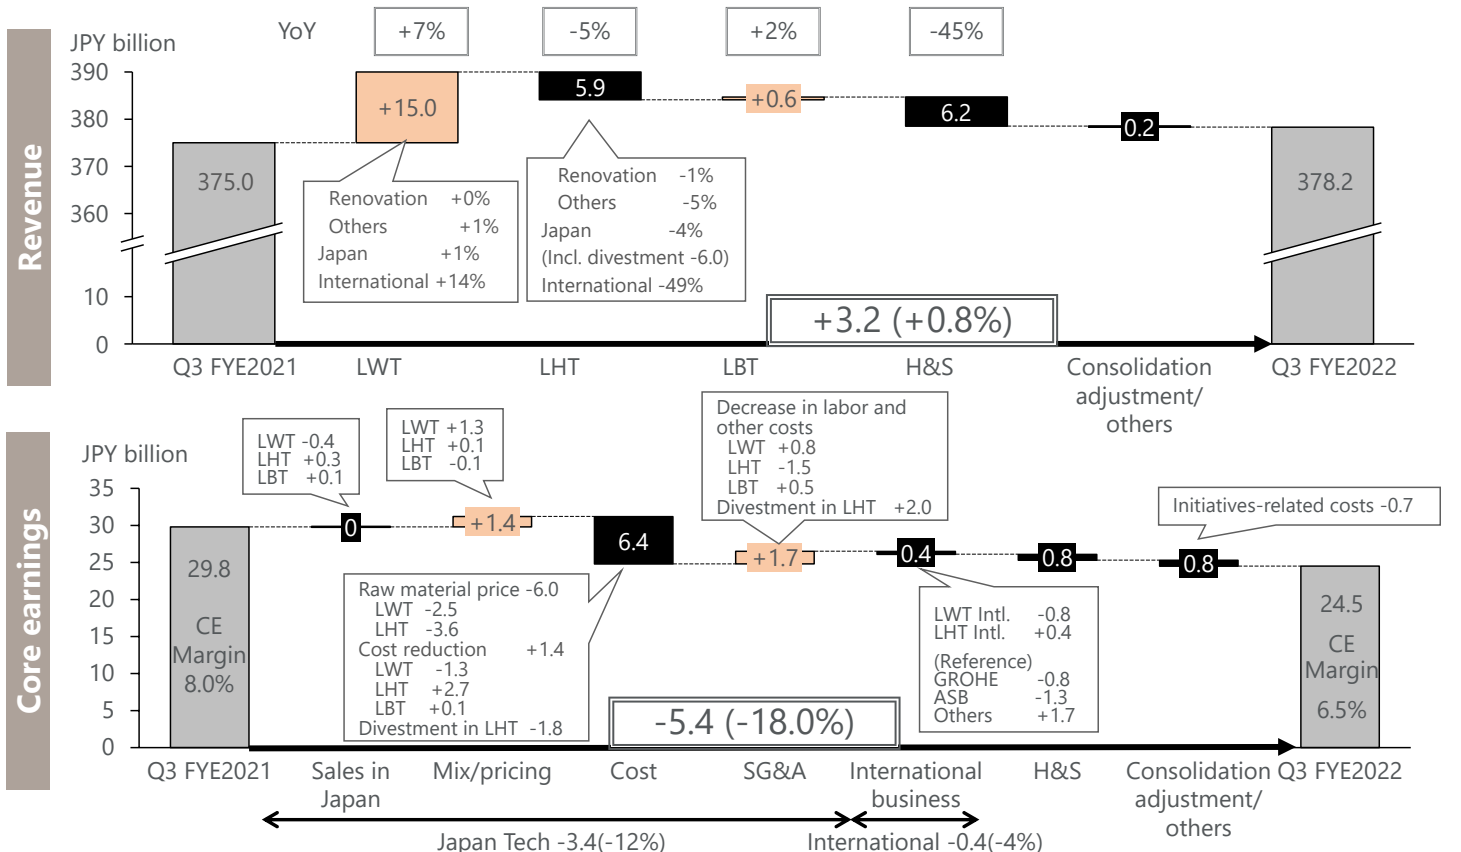 Revenue
JPY billion
YoY
+7%
-5%
+2%
-45%
390
380
370
360
10
0
375.0
+15.0
5.9
+0.6
6.2
0.2
378.2
Renovation +0%
Others +1%
Japan +1%
International +14%
Renovation -1%
Others -5%
Japan -4%
(Incl. divestment -6.0)
International -49%
+3.2 (+0.8%)
Q3 FYE2021
LWT
LHT
LBT
H&S
Consolidation
adjustment/
others
Q3 FYE2022
Core earnings
JPY billion
35
30
25
20
15
10
5
0
LWT -0.4
LHT +0.3
LBT +0.1
LWT +1.3
LHT +0.1
LBT -0.1
Decrease in labor and
other costs
LWT +0.8
LHT -1.5
LBT +0.5
Divestment in LHT +2.0
Initiatives-related costs -0.7
29.8
CE
Margin
8.0%
0
+1.4
6.4
+1.7
0.4
0.8
0.8
24.5
CE
Margin
6.5%
Raw material price -6.0
LWT -2.5
LHT -3.6
Cost reduction +1.4
LWT -1.3
LHT +2.7
LBT +0.1
Divestment in LHT -1.8
LWT Intl. -0.8
LHT Intl. +0.4
(Reference)
GROHE -0.8
ASB -1.3
Others +1.7
-5.4 (-18.0%)
Q3 FYE2021
Sales in
Japan
Mix/pricing
Cost
SG&A
International
business
H&S
Consolidation
adjustment/
others
Q3 FYE2022
Japan Tech -3.4(-12%)
International -0.4(-4%)